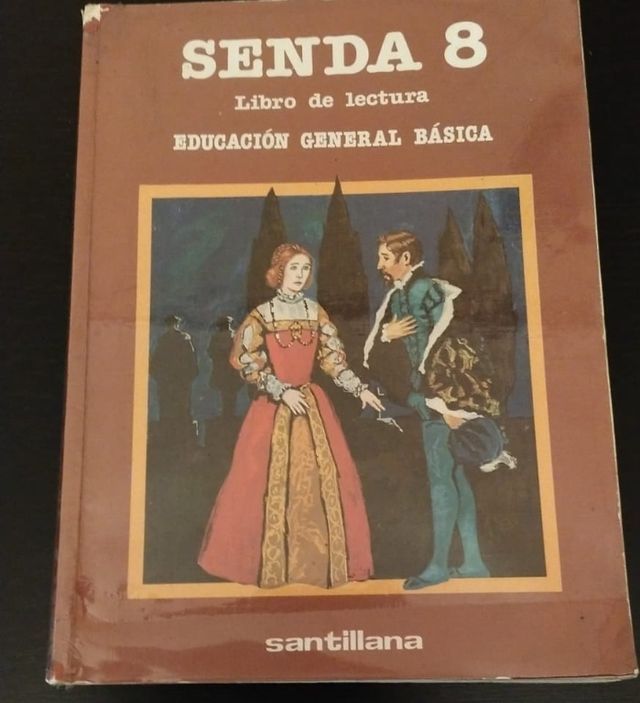 SENDA 8
Libro de lectura
EDUCACIÓN GENERAL BÁSICA
santillana